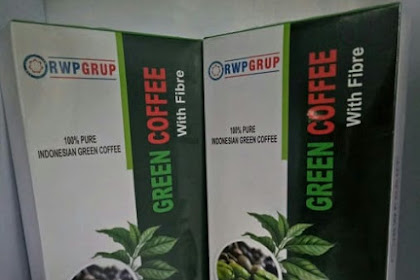 RWPGRUP
100% PURE
INDONESIAN GREEN COFFEE
GREEN COFFEE
With Fibre
RWPGRUP
100% PURE
INDONESIAN GREEN COFFEE
GREEN COFFEE
With Fibre